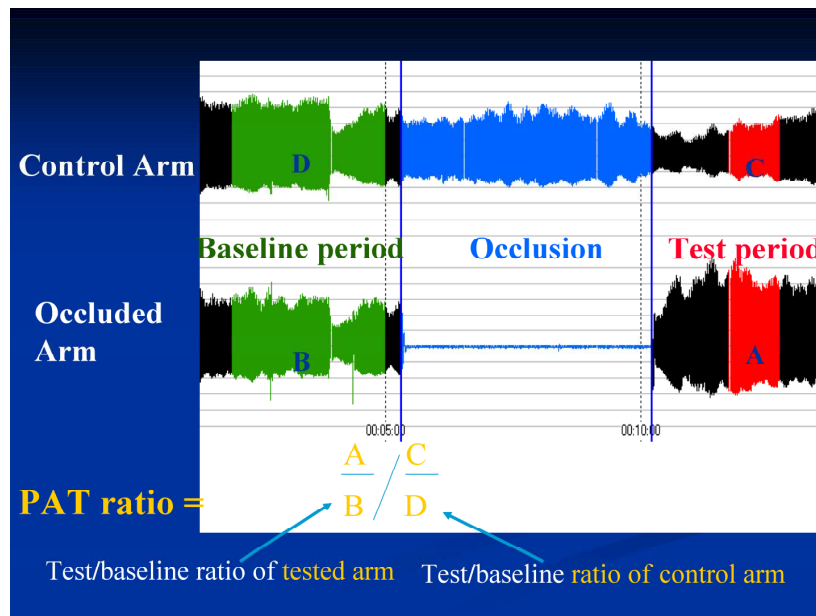 Control Arm
D
C
Baseline period
Occlusion
Test period
Occluded
Arm
B
A
00:05:00
00:10:00
PAT ratio =
A / C
B D
Test/baseline ratio of tested arm
Test/baseline ratio of control arm